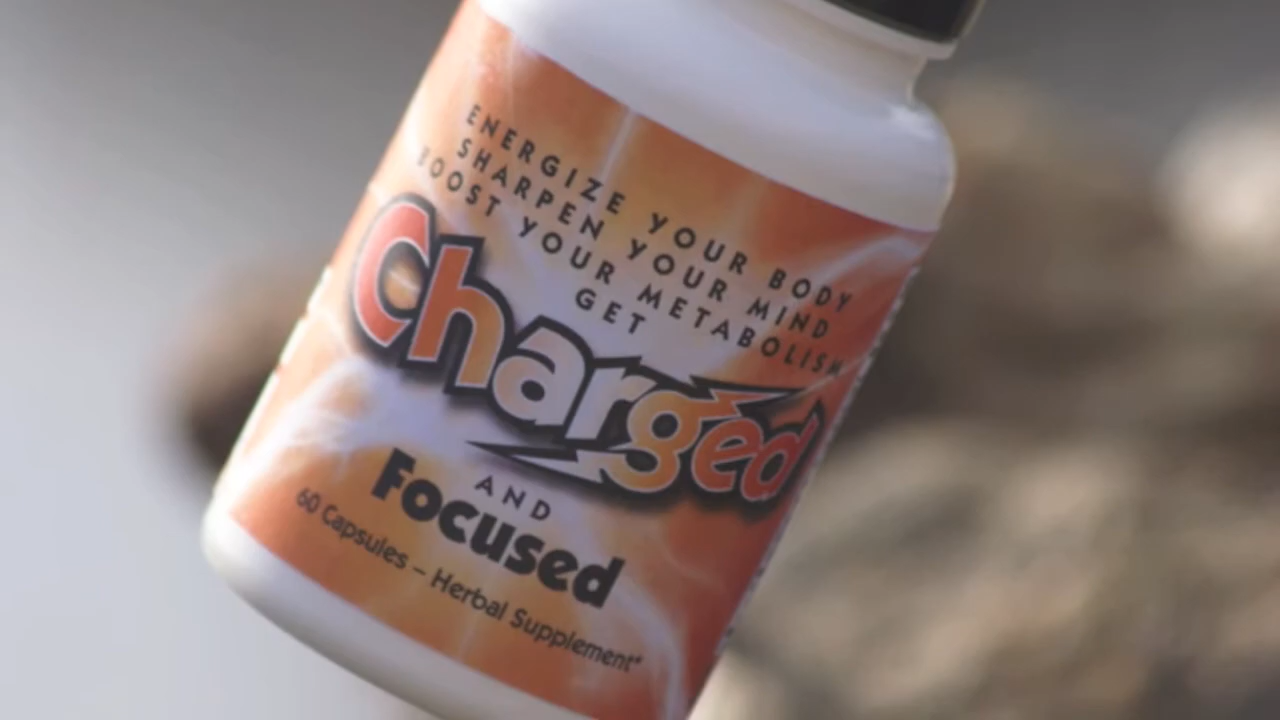 ENERGIZE YOUR BODY
SHARPEN YOUR MIND
BOOST YOUR METABOLISM
GET
Charged
AND
Focused
60 Capsules – Herbal Supplement*